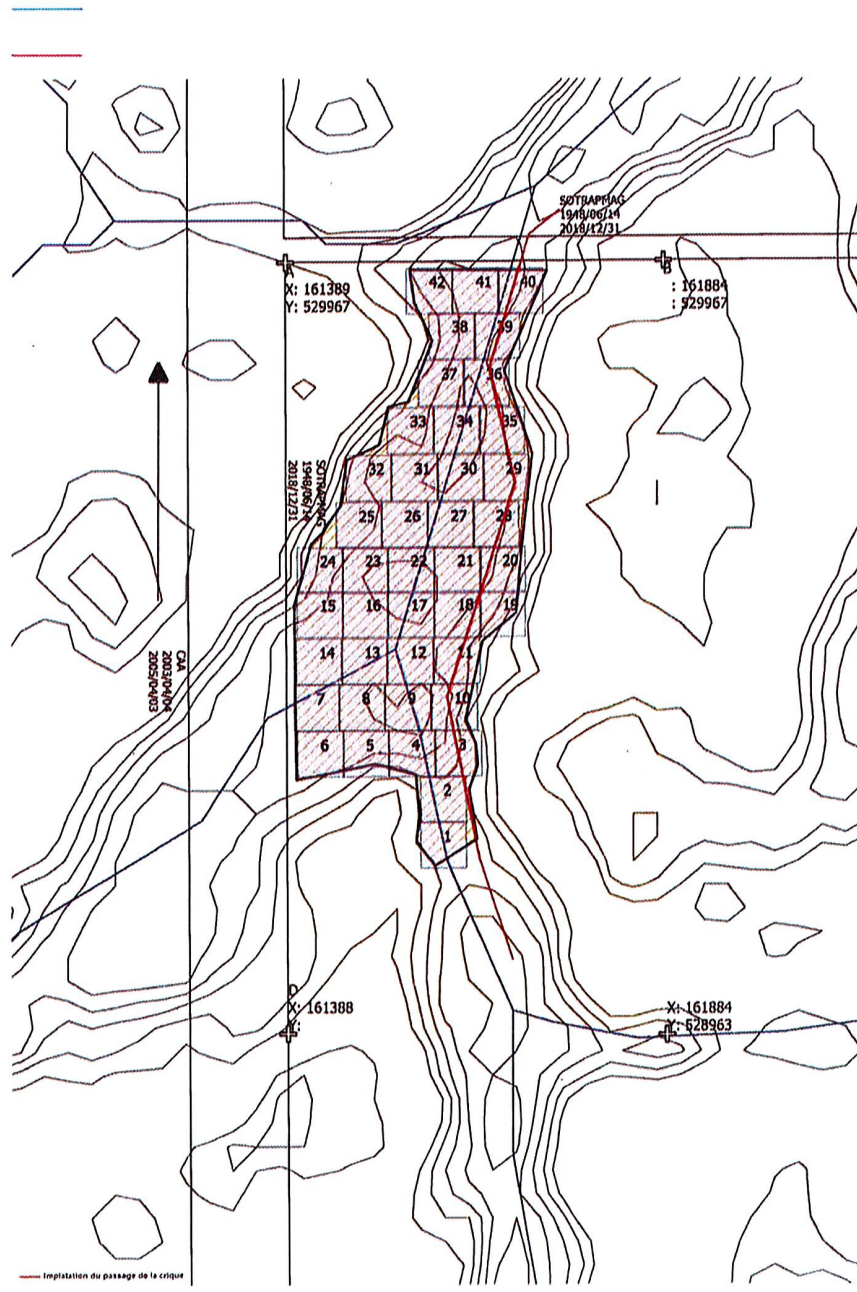 SOTRAPMAG
1948/06/14
2018/12/31
A
X: 161389
Y: 529967
B
: 161884
: 529967
42 41 40
38 39
37 36
33 34 35
32 31 30 29
25 26 27 28
24 23 22 21 20
15 16 17 18 19
14 13 12 11
7 8 9 10
6 5 4 3
2
1
SOTRAPMAG
1948/06/14
2018/12/31
CAA
2003/04/04
2005/04/03
D
X: 161388
Y:
X: 161884
Y: 528963
Implatation du passage de la crique